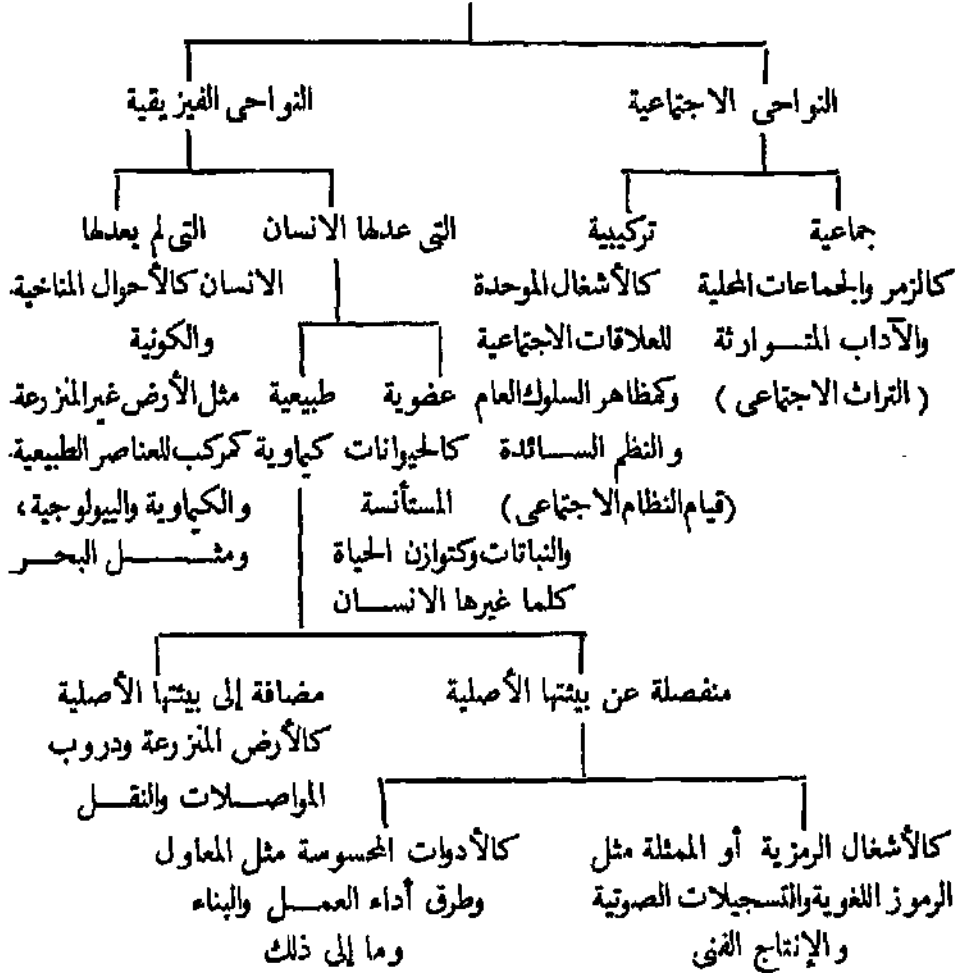 النواحى الاجتماعية
النواحى الفيزيقية
جماعية
كالزمر والجماعات المحلية
والآداب المتوارثة
( التراث الاجتماعى )
تركيبية
كالأشغال الموحدة
للعلاقات الاجتماعية
وكمظاهر السلوك العام
و النظم السائدة
(قيام النظام الاجتماعى)
التى عدلها الانسان
التى لم يعدلها
الانسان كالأحوال المناخية.
والكونية
مثل الأرض غير المنزرعة.
كمركب للعناصر الطبيعية.
والكيماوية والبيولوجية،
ومثل البحر
عضوية
كالحيوانات
المستأنسة
والنباتات وكتوازن الحياة
كلما غيرها الانسان
طبيعية
كيماوية
منفصلة عن بيئتها الأصلية
مضافة إلى بيئتها الأصلية
كالأرض المنزرعة ودروب
المواصلات والنقل
كالأشغال الرمزية أو الممثلة مثل
الرموز اللغوية والتسجيلات الصوتية
والإنتاج الفنى
كالأدوات المحسوسة مثل المعاول
وطرق أداء العمل والبناء
وما إلى ذلك